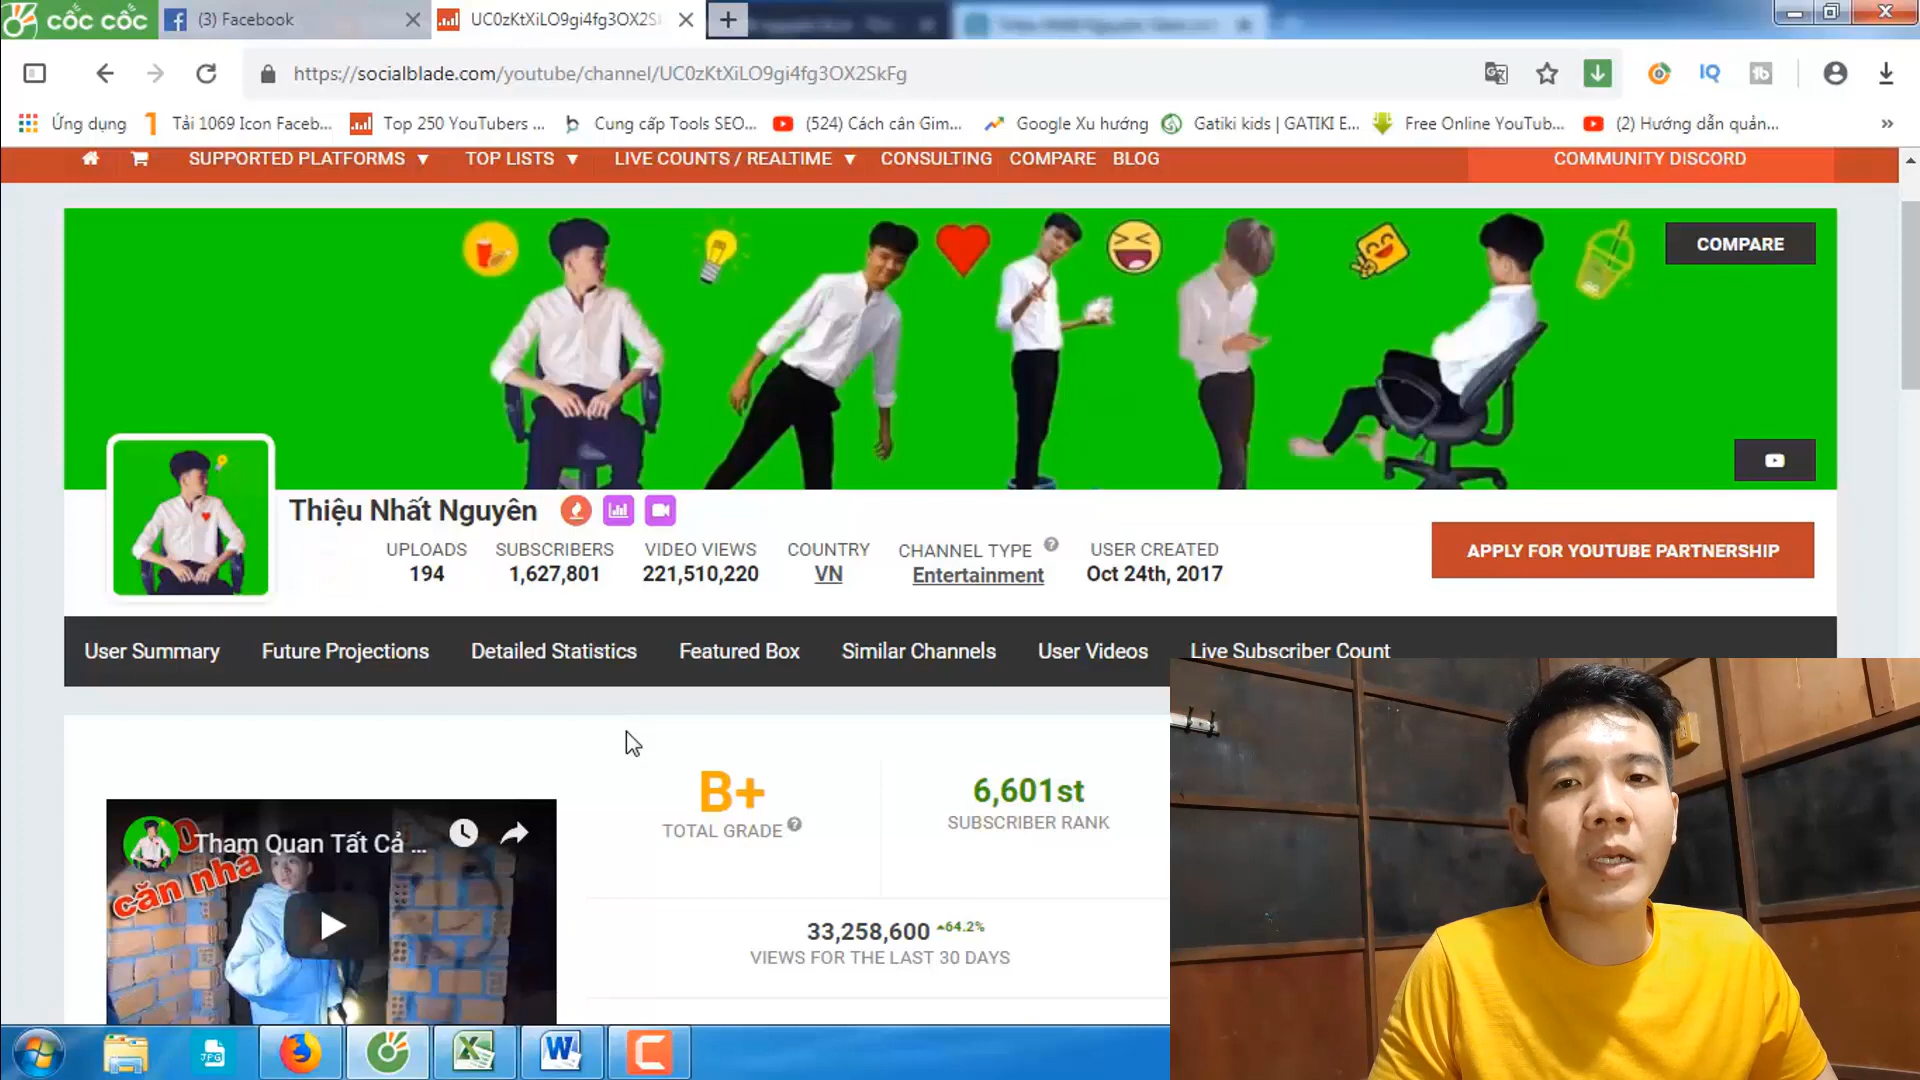 cốc cốc
(3) Facebook
UC0zKtXiLO9gi4fg3OX2S
https://socialblade.com/youtube/channel/UC0zKtXiLO9gi4fg3OX2SkFg
IQ
Ứng dụng
Tải 1069 Icon Faceb...
Top 250 YouTubers ...
Cung cấp Tools SEO...
(524) Cách cân Gim...
Google Xu hướng
Gatiki kids | GATIKI E...
Free Online YouTub...
(2) Hướng dẫn quản...
»
SUPPORTED PLATFORMS
TOP LISTS
LIVE COUNTS / REALTIME
CONSULTING
COMPARE
BLOG
COMMUNITY DISCORD
COMPARE
Thiệu Nhất Nguyên
UPLOADS
194
SUBSCRIBERS
1,627,801
VIDEO VIEWS
221,510,220
COUNTRY
VN
CHANNEL TYPE
Entertainment
USER CREATED
Oct 24th, 2017
APPLY FOR YOUTUBE PARTNERSHIP
User Summary
Future Projections
Detailed Statistics
Featured Box
Similar Channels
User Videos
Live Subscriber Count
B+
TOTAL GRADE
6,601st
SUBSCRIBER RANK
Tham Quan Tất Cả ...
căn nhà
33,258,600 64.2%
VIEWS FOR THE LAST 30 DAYS
JPG